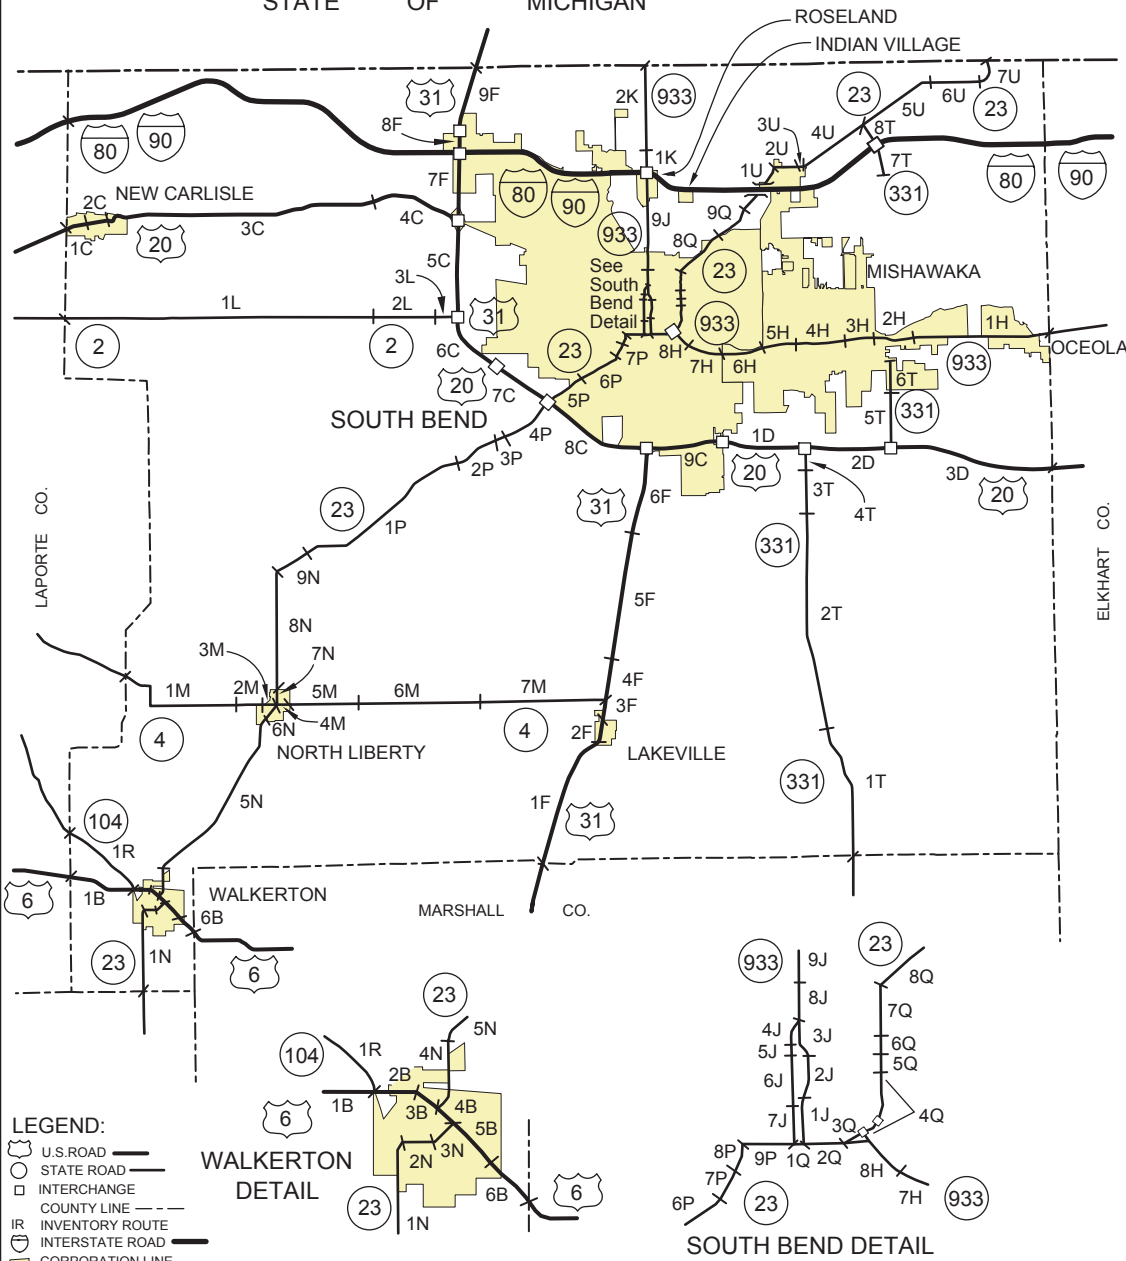 STATE OF MICHIGAN
ROSELAND
INDIAN VILLAGE
31
9F
2K
933
23
5U
6U
7U
23
8F
3U
4U
8T
80
90
1K
2U
1U
7T
7F
80
90
331
80
90
NEW CARLISLE
2C
1C
20
3C
4C
9J
933
9Q
8Q
23
5C
See
South
Bend
Detail
MISHAWAKA
3L
1L
2L
31
2
2
6C
23
7P
8H
933
7H
6H
5H
4H
3H
2H
1H
933
OCEOLA
20
7C
6P
5P
6T
5T
331
SOUTH BEND
4P
8C
3P
2P
9C
1D
20
2D
3D
20
23
1P
31
6F
3T
4T
331
LAPORTE CO.
ELKHART CO.
9N
8N
5F
2T
3M
7N
1M
2M
5M
6M
7M
4F
3F
4
6N
4M
4
2F
NORTH LIBERTY
LAKEVILLE
331
1T
5N
1F
31
104
1R
6
1B
WALKERTON
6B
MARSHALL CO.
23
1N
6
23
5N
104
1R
4N
2B
1B
3B
4B
6
5B
3N
2N
6B
6
WALKERTON
DETAIL
23
1N
933
9J
23
8Q
8J
7Q
4J
3J
6Q
5J
5Q
6J
2J
7J
1J
3Q
4Q
8P
9P
1Q
2Q
8H
7P
7H
6P
23
933
SOUTH BEND DETAIL
LEGEND:
U.S.ROAD
STATE ROAD
INTERCHANGE
COUNTY LINE
IR INVENTORY ROUTE
INTERSTATE ROAD
CORPORATION LINE